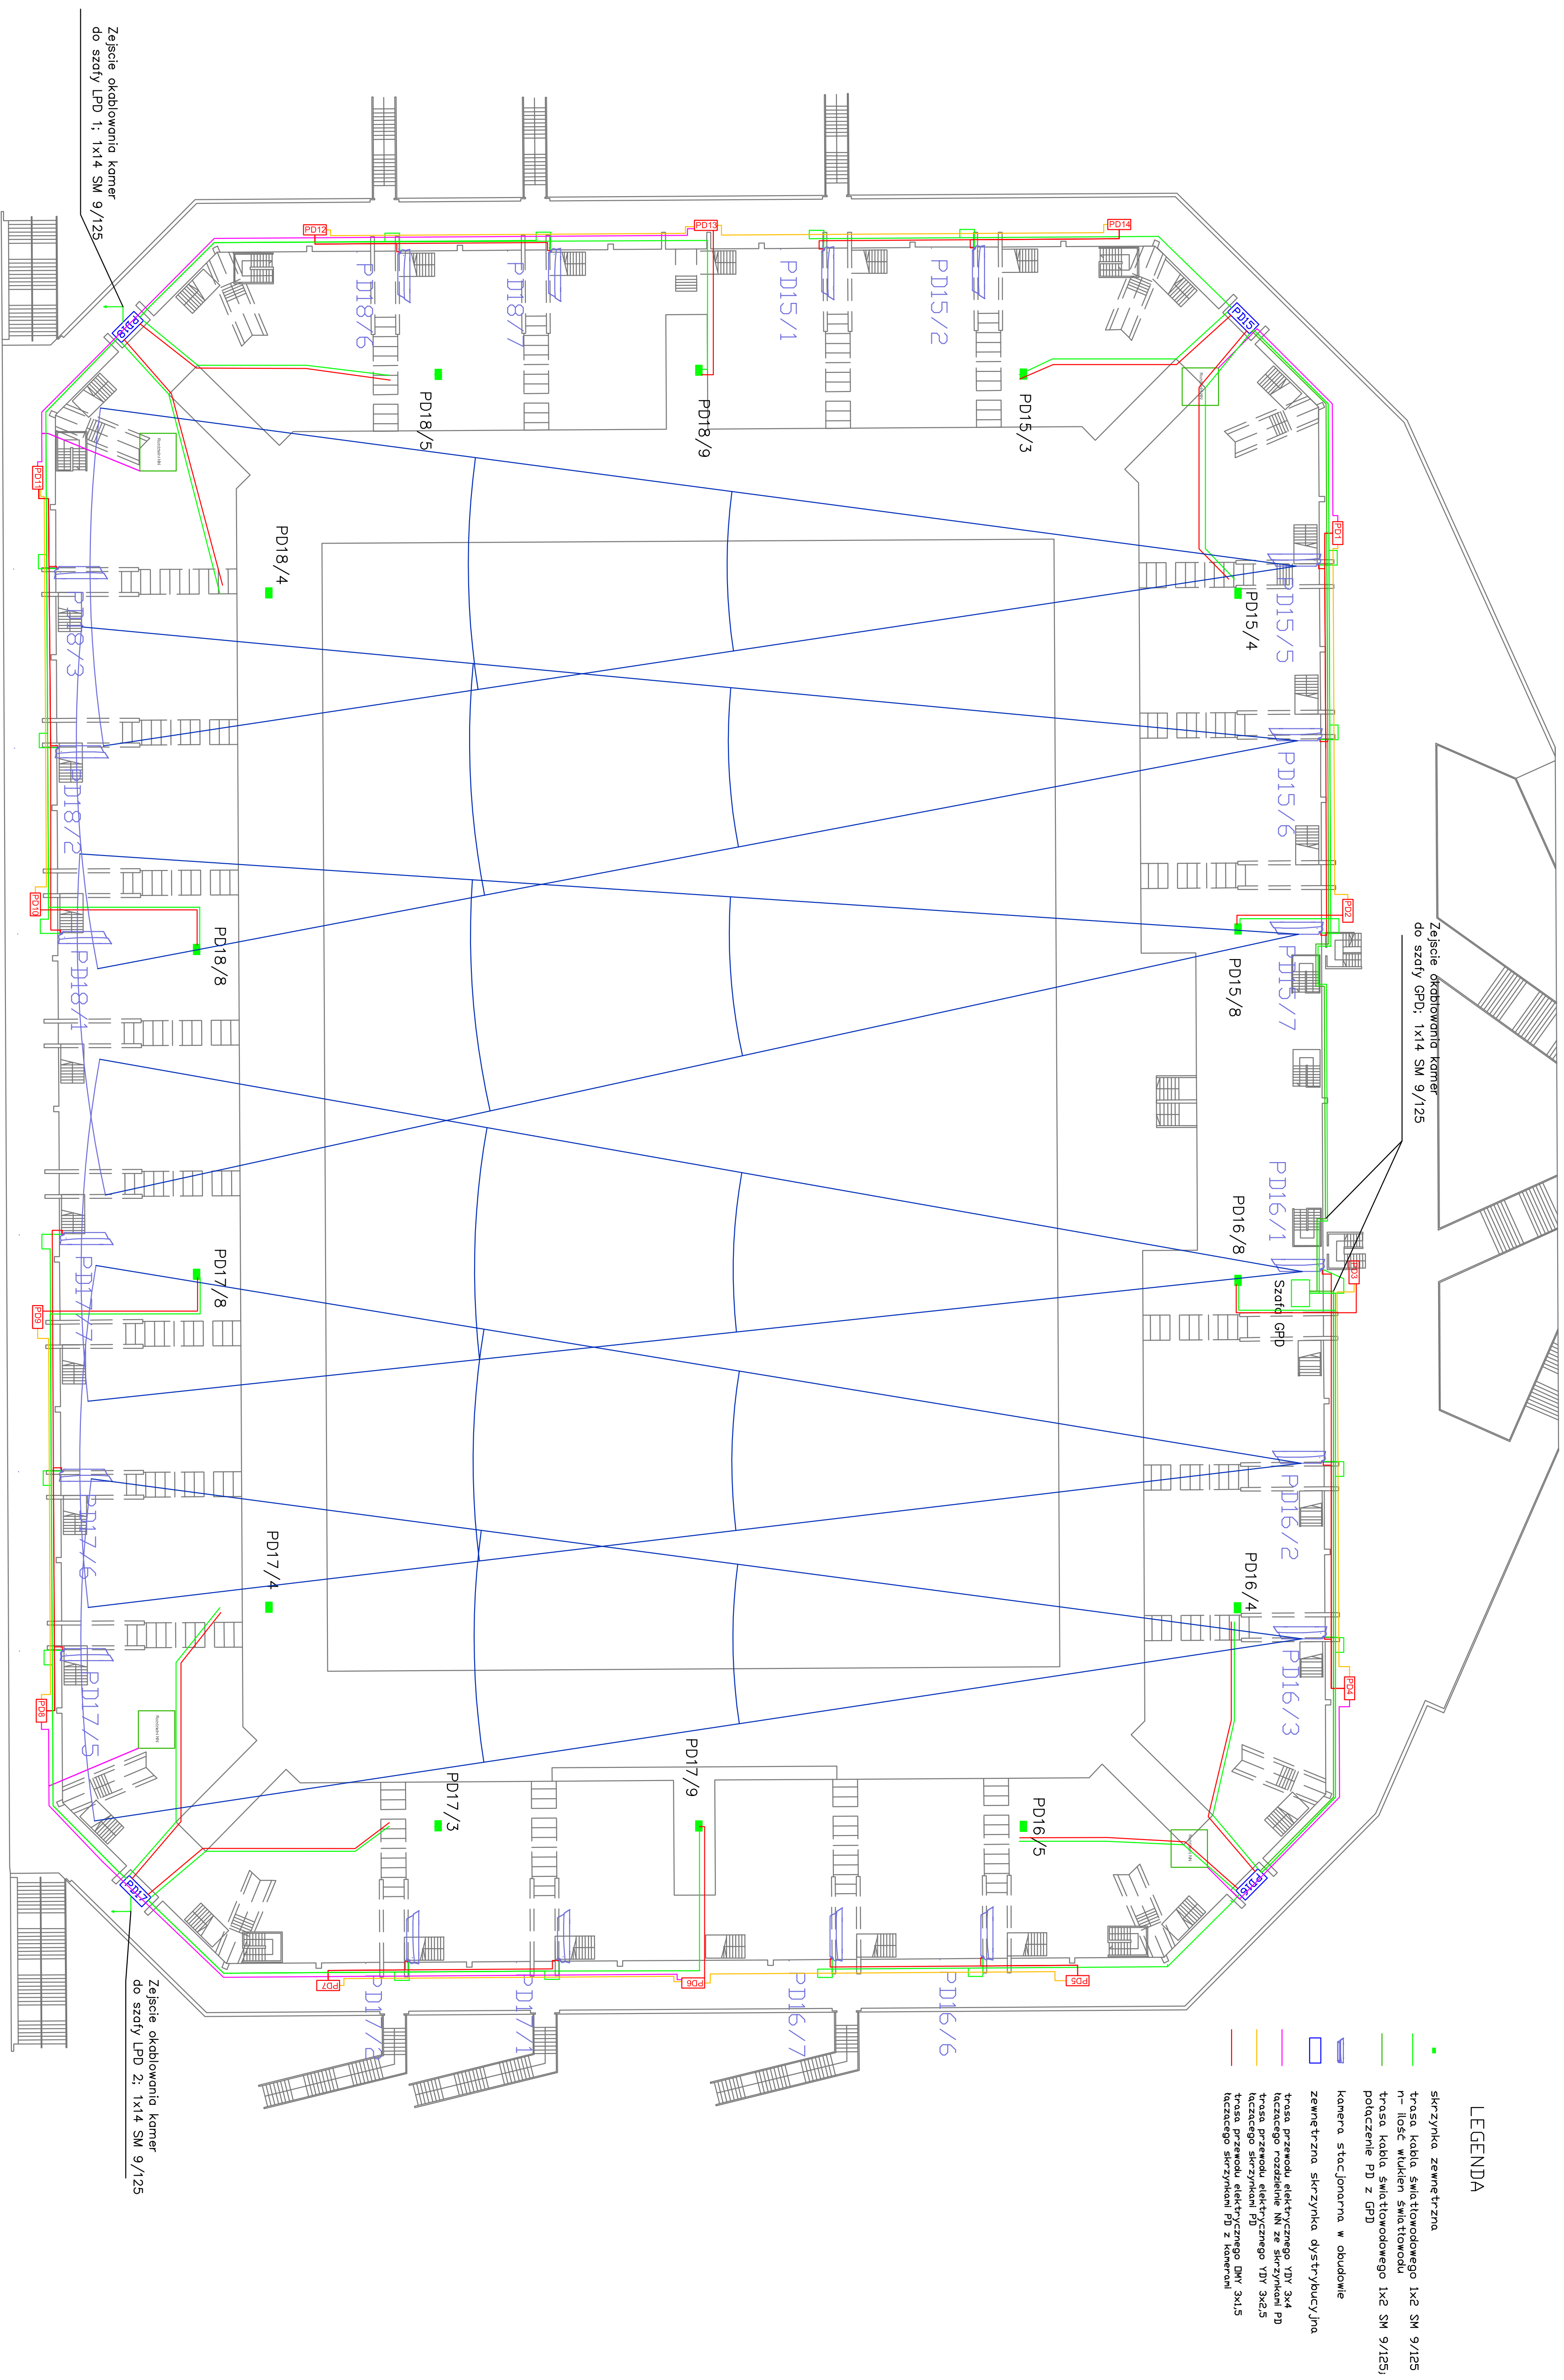 Zejscie okablowania kamer
do szafy LPD 1; 1x14 SM 9/125
PD12
PD13
PD14
PD18/6
PD18/7
PD15/1
PD15/2
PD18
PD15
PD18/5
PD18/9
PD15/3
PD11
PD1
PD18/4
PD15/4
PD15/5
PD18/3
PD18/2
PD15/6
PD10
PD2
PD18/8
PD15/8
PD15/7
PD18/1
Zejscie okablowania kamer
do szafy GPD; 1x14 SM 9/125
PD16/1
PD16/8
PD3
PD17/8
PD17/7
Szafa GPD
PD9
PD17/6
PD16/2
PD17/4
PD16/4
PD17/5
PD16/3
PD8
PD4
PD17/3
PD17/9
PD16/5
PD17
PD16
PD7
PD6
PD5
PD17/2
PD17/1
PD16/7
PD16/6
Zejscie okablowania kamer
do szafy LPD 2; 1x14 SM 9/125
LEGENDA
skrzynka zewnętrzna
trasa kabla światłowodowego 1x2 SM 9/125
n- ilość włukien światłowodu
trasa kabla światłowodowego 1x2 SM 9/125;
połączenie PD z GPD
kamera stacjonarna w obudowie
zewnętrzna skrzynka dystrybucyjna
trasa przewodu elektrycznego YDY 3x4
łączącego rozdzielnie NN ze skrzynkami PD
trasa przewodu elektrycznego YDY 3x2,5
łączącego skrzynkami PD
trasa przewodu elektrycznego OMY 3x1,5
łączącego skrzynkami PD z kamerami